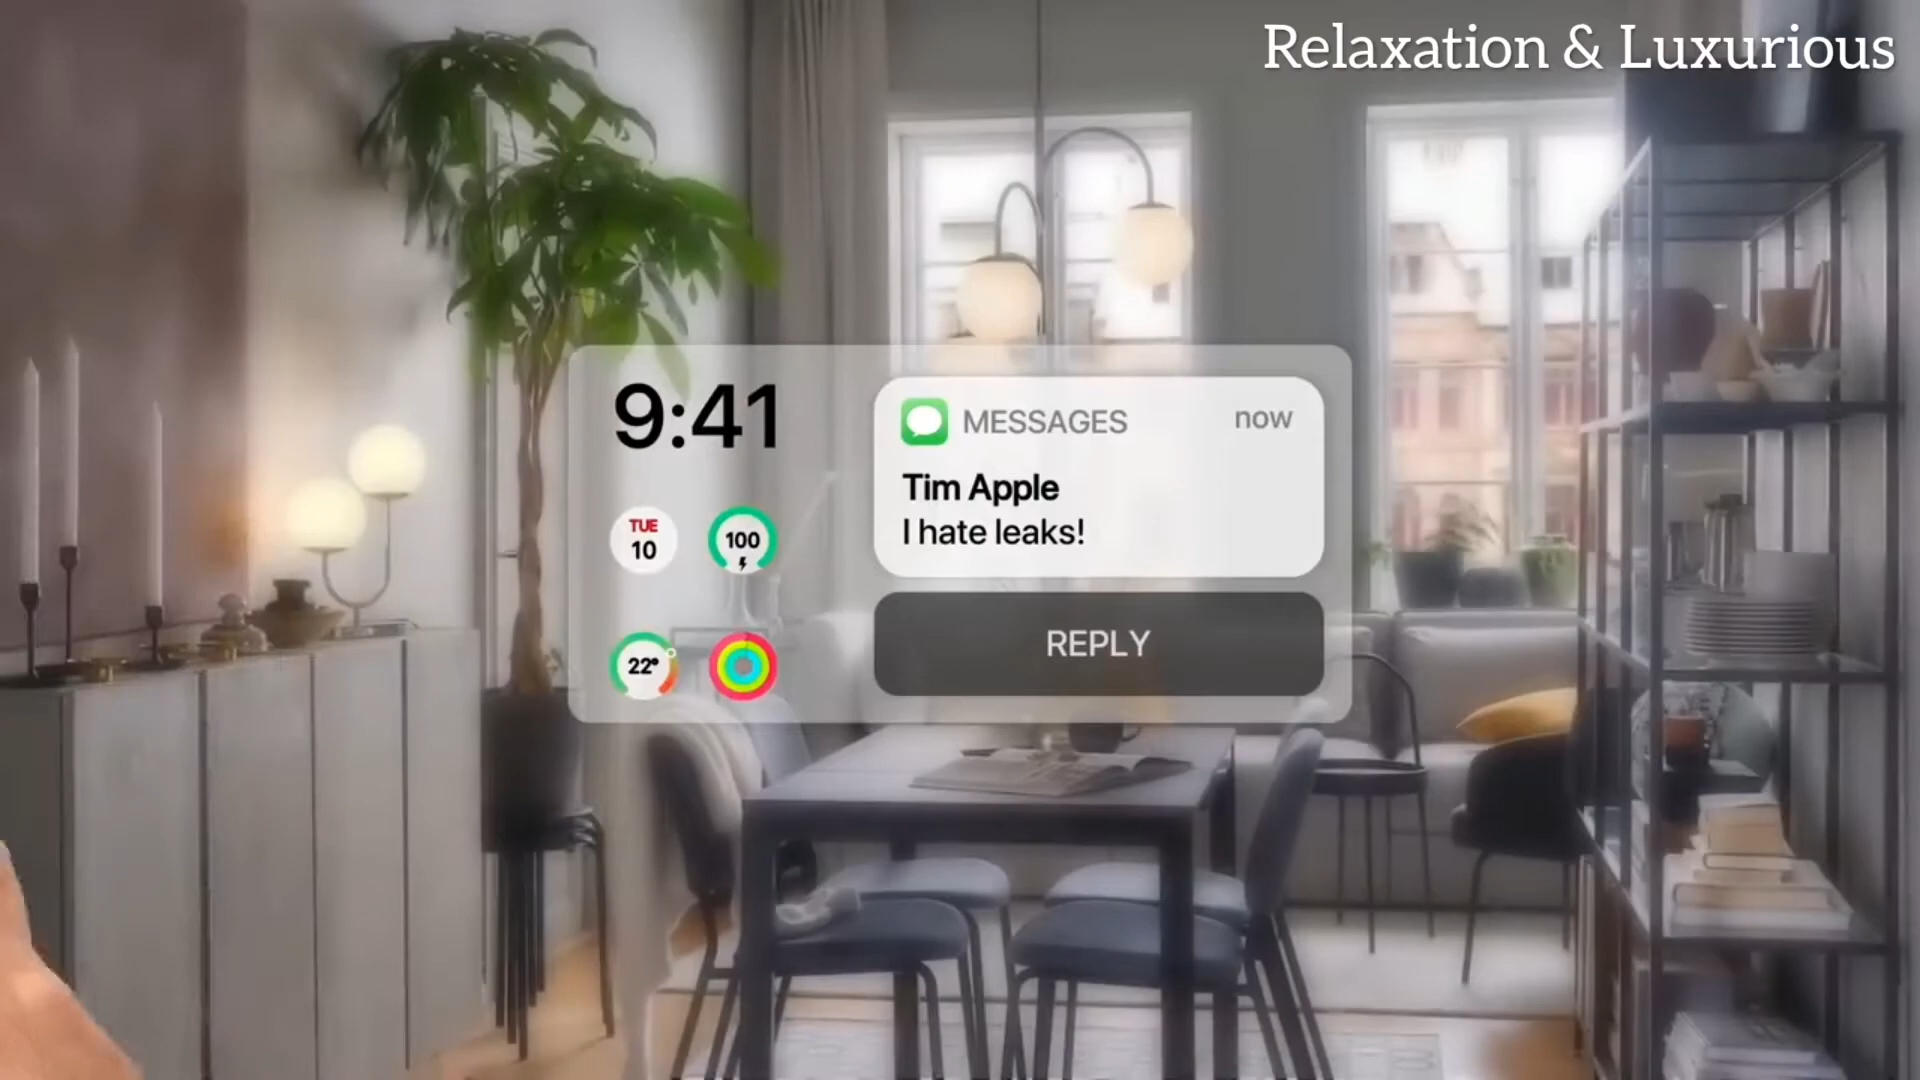 Relaxation & Luxurious
9:41
MESSAGES
now
Tim Apple
I hate leaks!
TUE
10
100
22°
REPLY